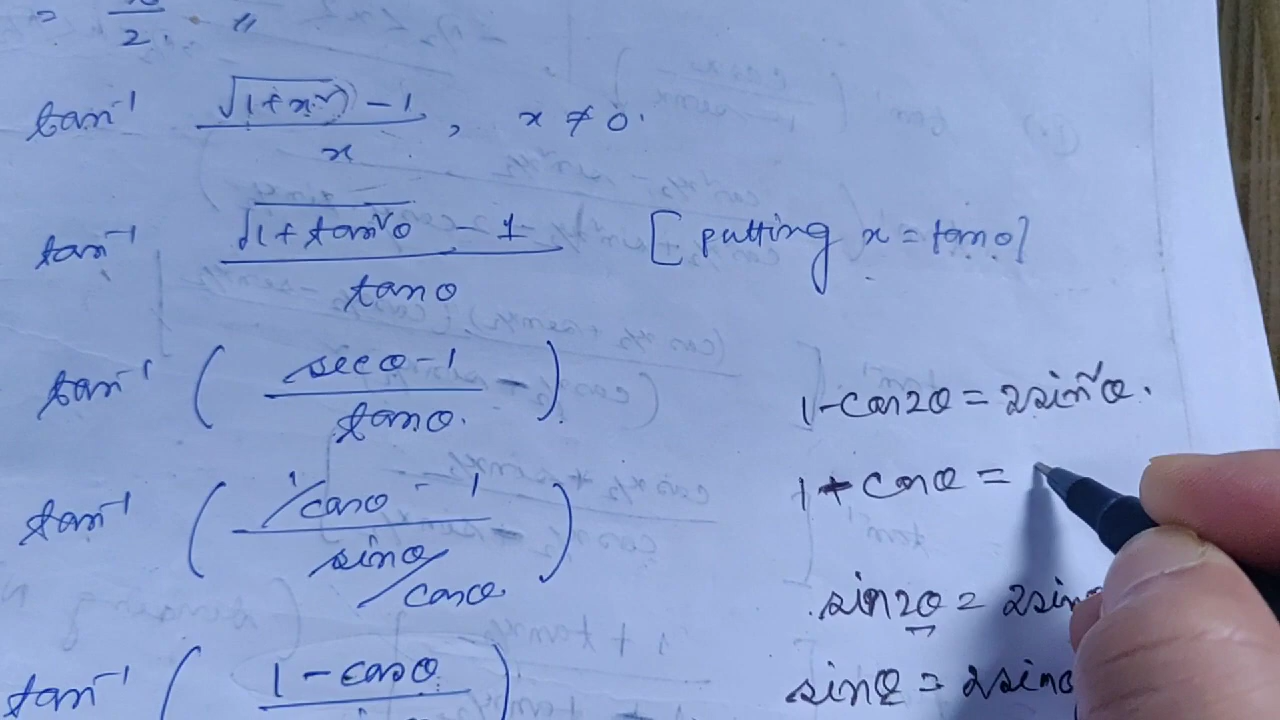 = /2. "
tan⁻¹ (√(1+x²) - 1)/x, x ≠ 0.
tan⁻¹ (√(1+tan²θ) - 1)/tanθ [putting x = tanθ]
tan⁻¹ ((secθ-1)/tanθ)
1-cos2θ = 2sin²θ.
tan⁻¹ ((1/cosθ - 1)/(sinθ/cosθ))
1+cosθ =
sin2θ = 2sin
tan⁻¹ (1-cosθ
sinθ = 2sin